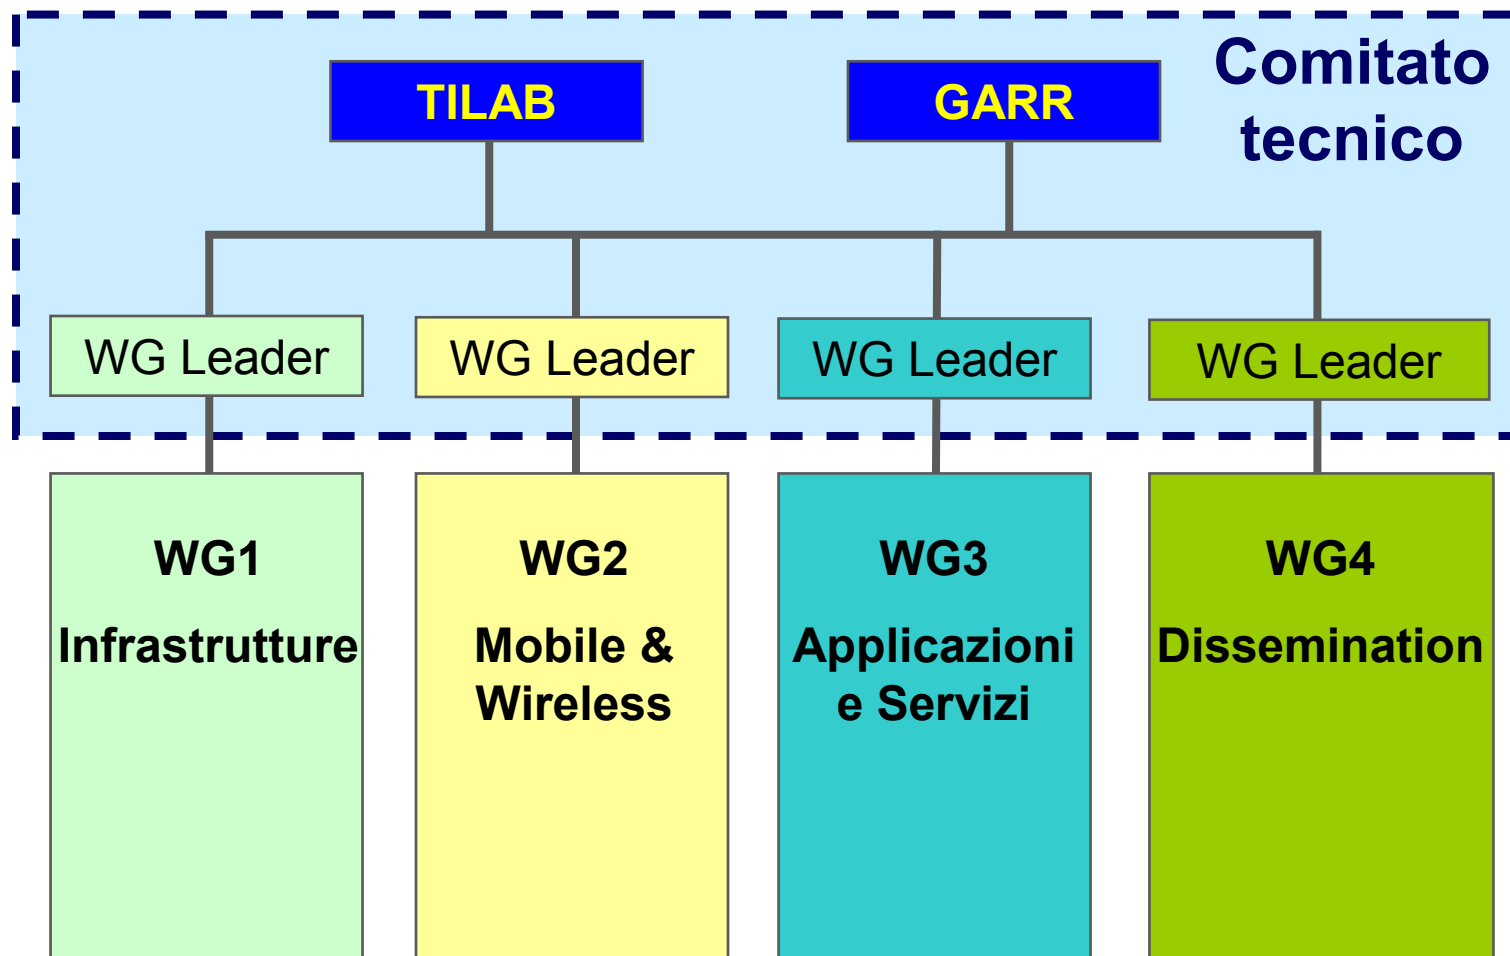 Comitato
tecnico
TILAB
GARR
WG Leader
WG Leader
WG Leader
WG Leader
WG1
Infrastrutture
WG2
Mobile &
Wireless
WG3
Applicazioni
e Servizi
WG4
Dissemination